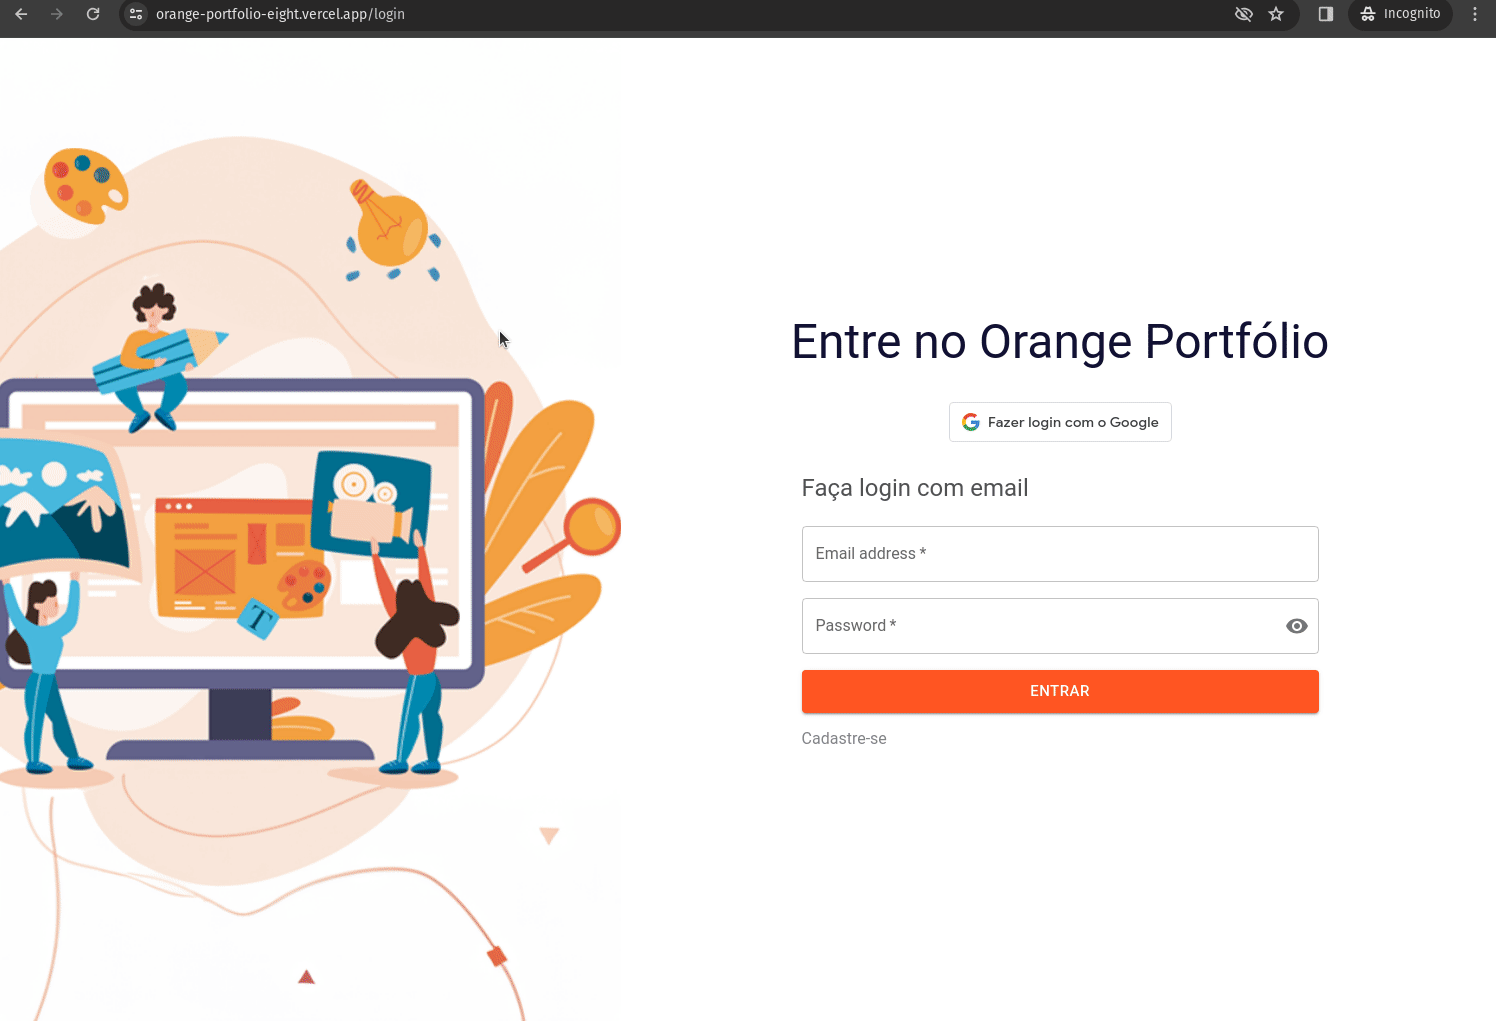 orange-portfolio-eight.vercel.app/login
Incognito
Entre no Orange Portfólio
Fazer login com o Google
Faça login com email
Email address *
Password *
ENTRAR
Cadastre-se
T